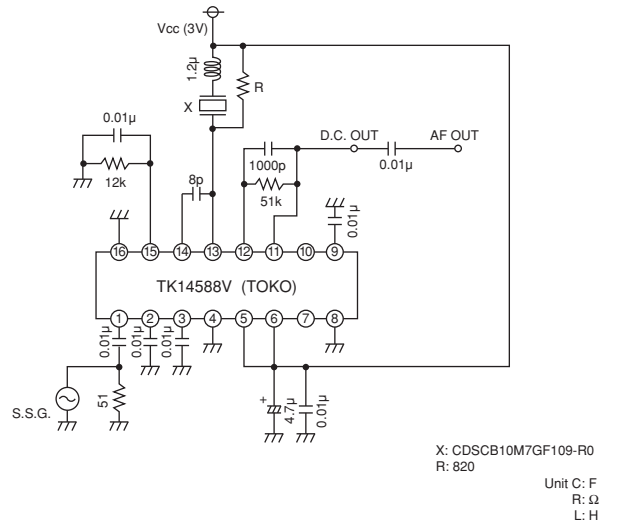 Vcc (3V)
1.2μ
R
X
0.01μ
12k
8p
1000p
51k
D.C. OUT
AF OUT
0.01μ
0.01μ
16 15 14 13 12 11 10 9
TK14588V (TOKO)
1 2 3 4 5 6 7 8
0.01μ
0.01μ
0.01μ
S.S.G.
51
+
4.7μ
0.01μ
X: CDSCB10M7GF109-R0
R: 820
Unit C: F
R: Ω
L: H